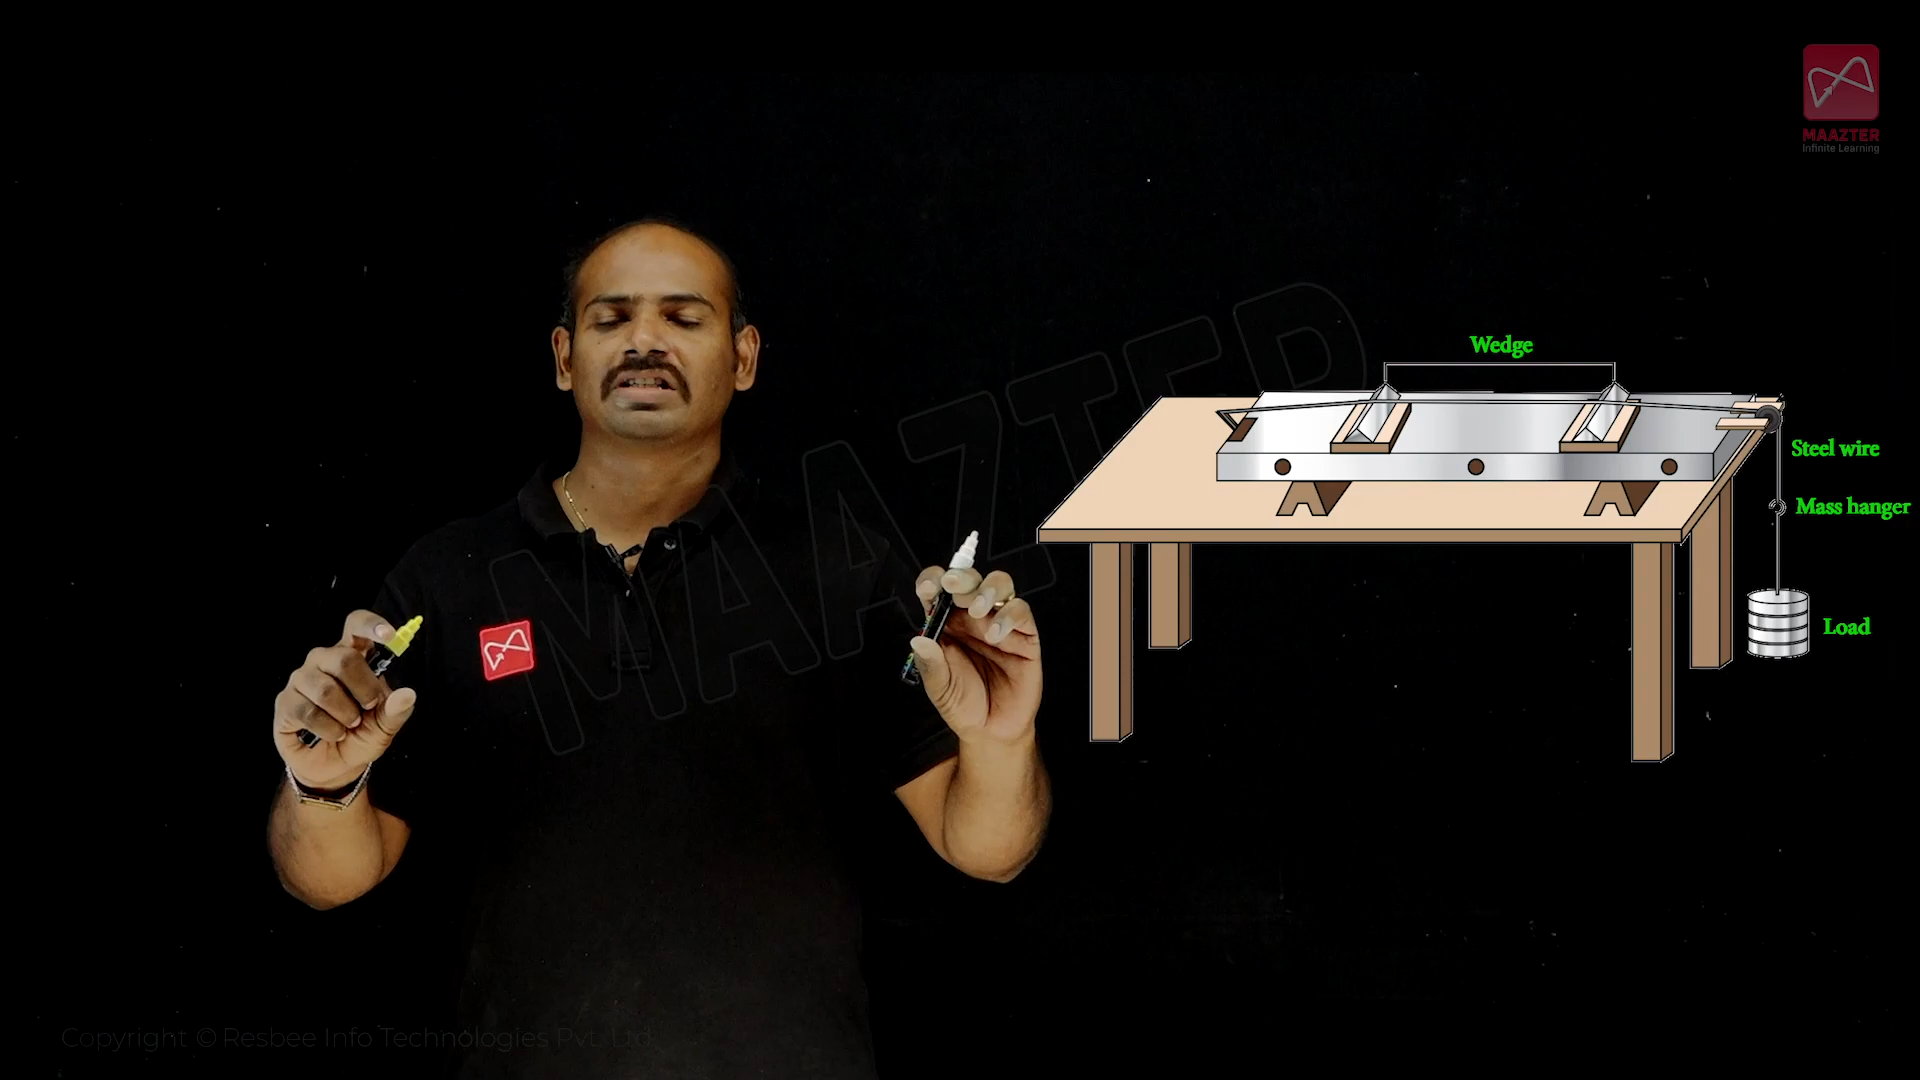 MAAZTER
Infinite Learning
MAAZTER
Wedge
Steel wire
Mass hanger
Load
Copyright © Resbee Info Technologies Pvt. Ltd.